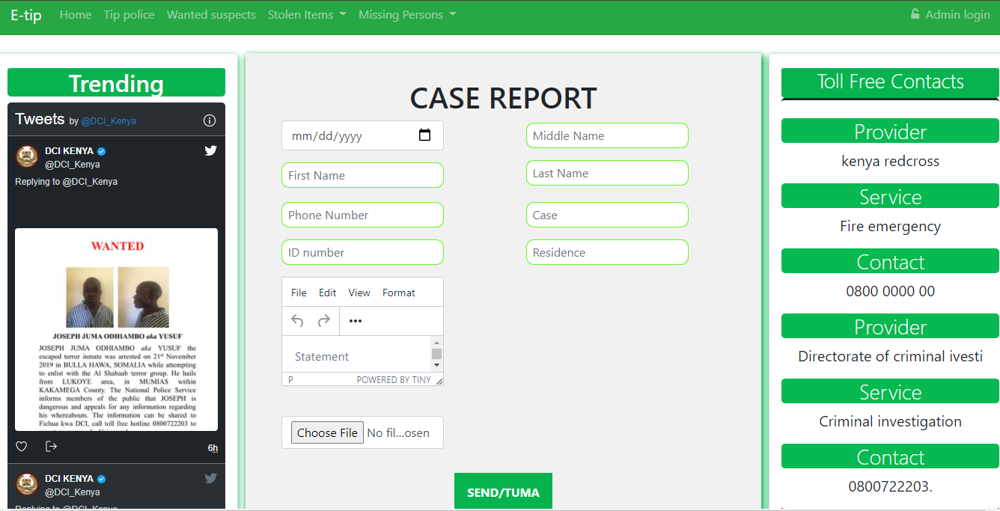 E-tip Home Tip police Wanted suspects Stolen Items Missing Persons Admin login
Trending
Tweets by @DCI_Kenya
DCI KENYA
@DCI_Kenya
Replying to @DCI_Kenya
WANTED
JOSEPH JUMA ODHIAMBO aka YUSUF
JOSEPH JUMA ODHIAMBO aka YUSUF the
escaped terror inmate was arrested on 21st November
2019 in BULLA HAWA, SOMALIA while attempting
to enlist with the Al Shabaab terror group. He hails
from LUKOYE area, in MUMIAS within
KAKAMEGA County. The National Police Service
informs members of the public that JOSEPH is
dangerous and appeals for any information regarding
his whereabouts. The information can be shared to
Fichua kwa DCI, call toll free hotline 0800722203 to
6h
DCI KENYA
@DCI_Kenya
Replying to @DCI_Kenya
CASE REPORT
mm/dd/yyyy
Middle Name
First Name
Last Name
Phone Number
Case
ID number
Residence
File Edit View Format
Statement
P POWERED BY TINY
Choose File No fil...osen
SEND/TUMA
Toll Free Contacts
Provider
kenya redcross
Service
Fire emergency
Contact
0800 0000 00
Provider
Directorate of criminal ivesti
Service
Criminal investigation
Contact
0800722203.